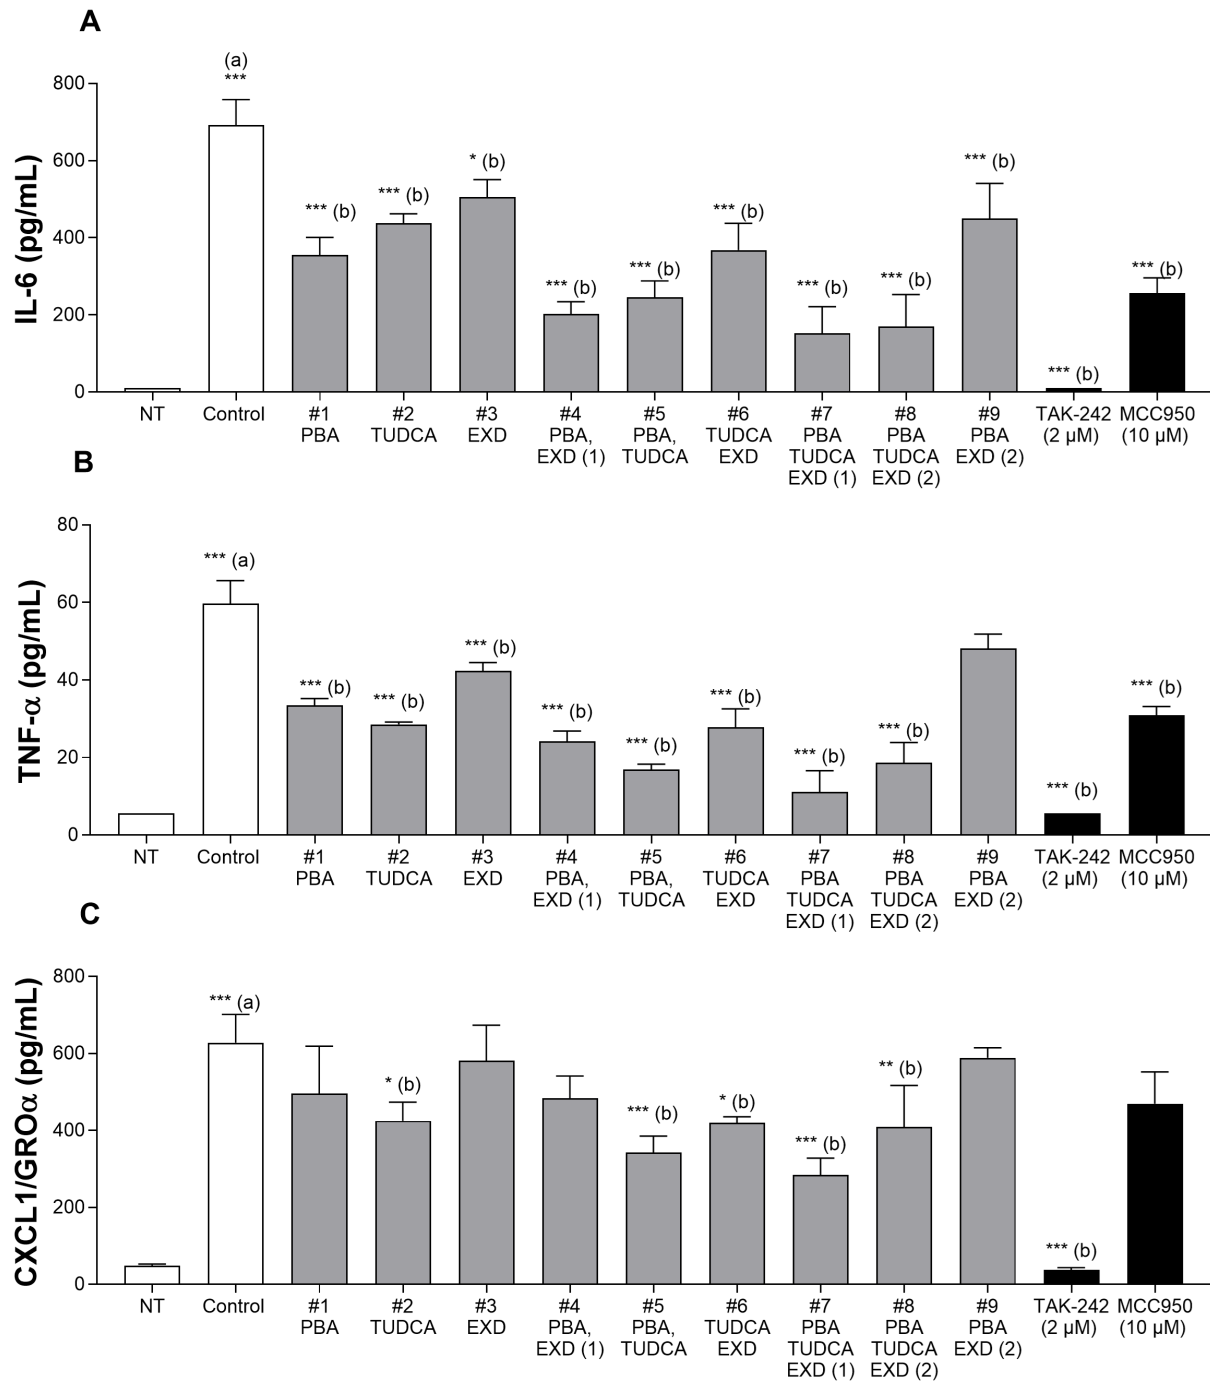 A
(a)
***
800
600
400
200
0
IL-6 (pg/mL)
*** (b)
*** (b)
* (b)
*** (b)
*** (b)
*** (b)
*** (b)
*** (b)
*** (b)
*** (b)
*** (b)
NT Control #1 #2 #3 #4 #5 #6 #7 #8 #9 TAK-242 MCC950
PBA TUDCA EXD PBA, PBA, TUDCA PBA PBA PBA (2 µM) (10 µM)
EXD (1) TUDCA EXD TUDCA TUDCA EXD (2)
EXD (1) EXD (2)
B
80
60
40
20
0
TNF-α (pg/mL)
*** (a)
*** (b)
*** (b)
*** (b)
*** (b)
*** (b)
*** (b)
*** (b)
*** (b)
*** (b)
*** (b)
NT Control #1 #2 #3 #4 #5 #6 #7 #8 #9 TAK-242 MCC950
PBA TUDCA EXD PBA, PBA, TUDCA PBA PBA PBA (2 µM) (10 µM)
EXD (1) TUDCA EXD TUDCA TUDCA EXD (2)
EXD (1) EXD (2)
C
800
600
400
200
0
CXCL1/GROα (pg/mL)
*** (a)
* (b)
*** (b)
* (b)
*** (b)
** (b)
*** (b)
NT Control #1 #2 #3 #4 #5 #6 #7 #8 #9 TAK-242 MCC950
PBA TUDCA EXD PBA, PBA, TUDCA PBA PBA PBA (2 µM) (10 µM)
EXD (1) TUDCA EXD TUDCA TUDCA EXD (2)
EXD (1) EXD (2)